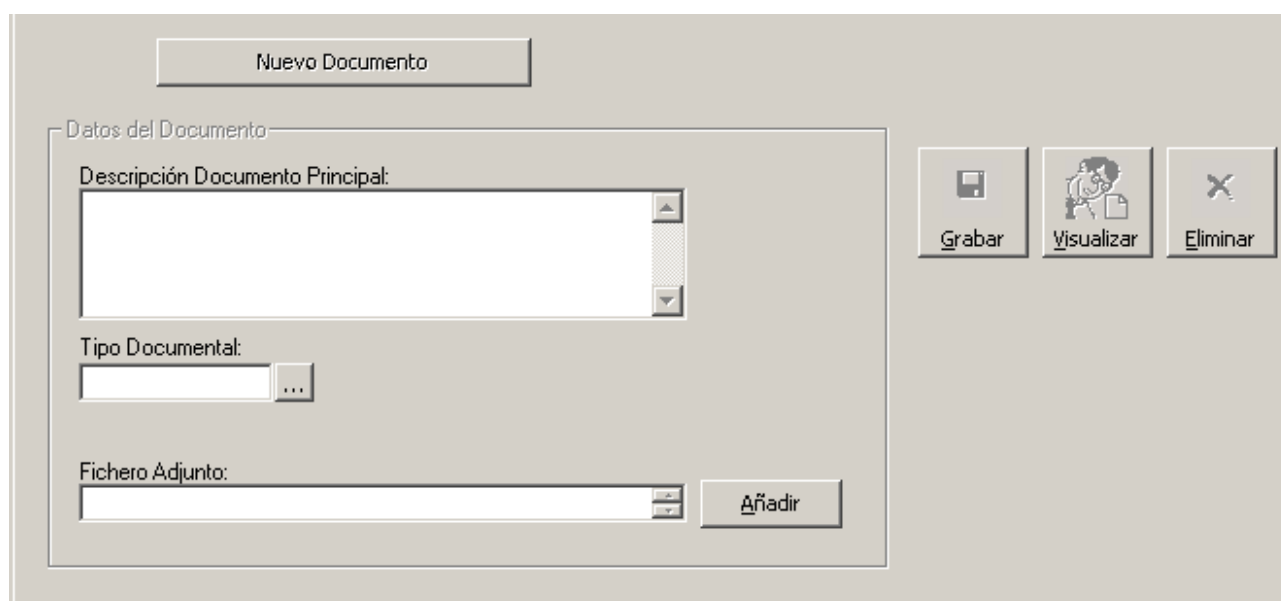 Nuevo Documento
Datos del Documento
Descripción Documento Principal:
Grabar
Visualizar
Eliminar
Tipo Documental:
...
Fichero Adjunto:
Añadir